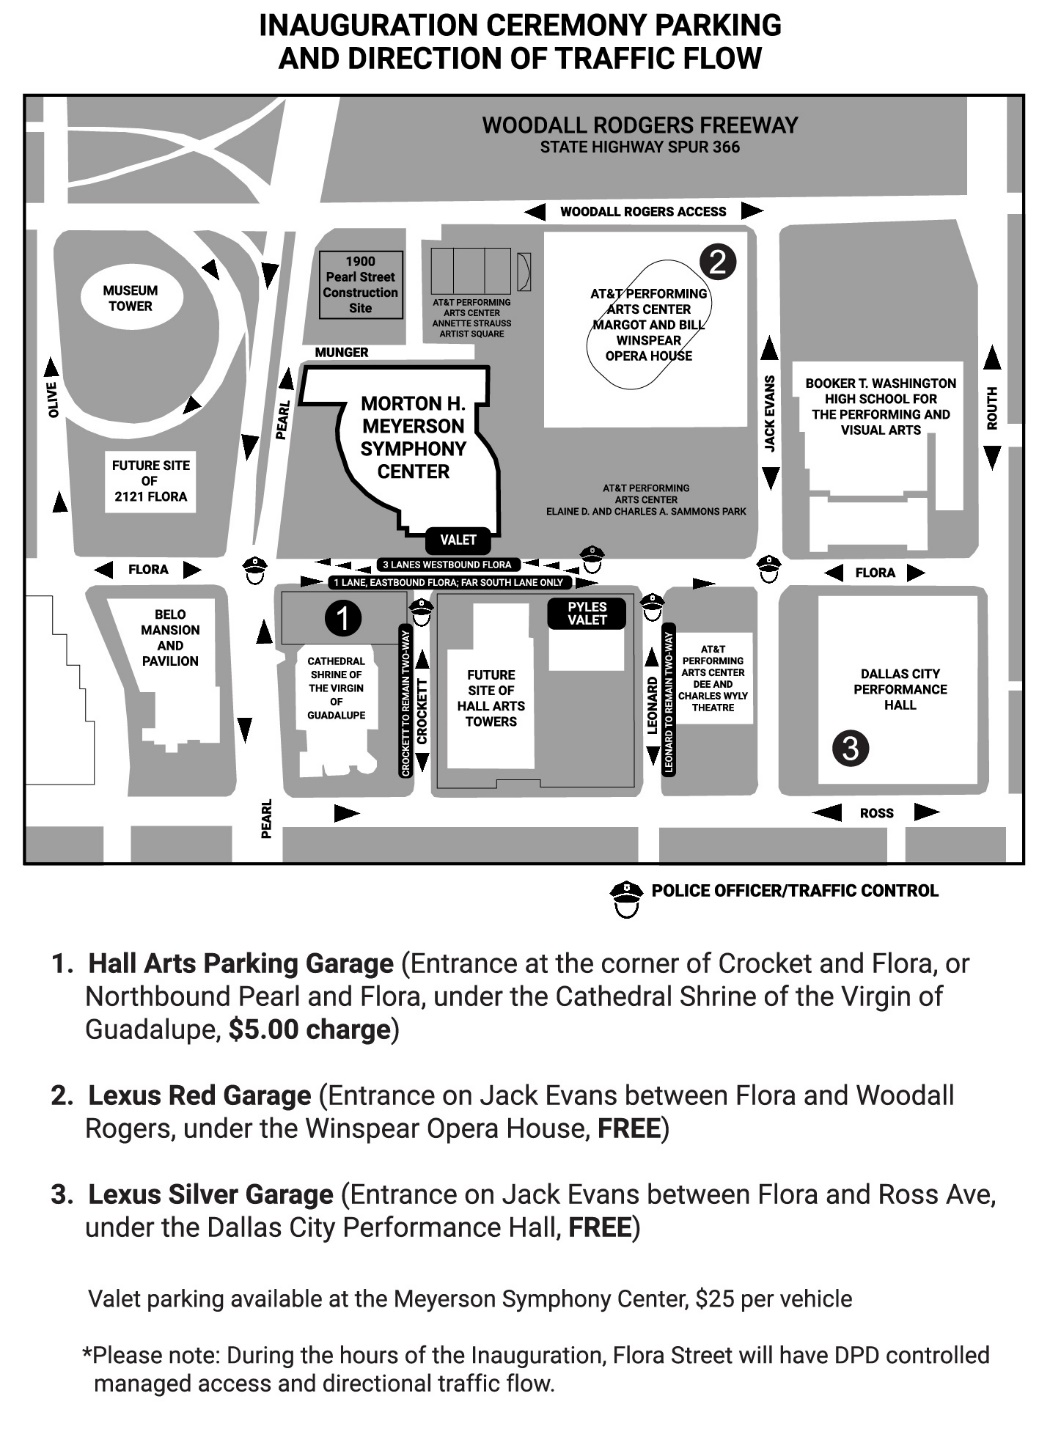 INAUGURATION CEREMONY PARKING
AND DIRECTION OF TRAFFIC FLOW
WOODALL RODGERS FREEWAY
STATE HIGHWAY SPUR 366
WOODALL ROGERS ACCESS
MUSEUM
TOWER
1900
Pearl Street
Construction
Site
AT&T PERFORMING
ARTS CENTER
ANNETTE STRAUSS
ARTIST SQUARE
2
AT&T PERFORMING
ARTS CENTER
MARGOT AND BILL
WINSPEAR
OPERA HOUSE
MUNGER
OLIVE
PEARL
MORTON H.
MEYERSON
SYMPHONY
CENTER
JACK EVANS
BOOKER T. WASHINGTON
HIGH SCHOOL FOR
THE PERFORMING AND
VISUAL ARTS
ROUTH
FUTURE SITE
OF
2121 FLORA
AT&T PERFORMING
ARTS CENTER
ELAINE D. AND CHARLES A. SAMMONS PARK
VALET
FLORA
3 LANES WESTBOUND FLORA
1 LANE, EASTBOUND FLORA; FAR SOUTH LANE ONLY
FLORA
BELO
MANSION
AND
PAVILION
1
CATHEDRAL
SHRINE OF
THE VIRGIN
OF
GUADALUPE
CROCKETT TO REMAIN TWO-WAY
CROCKETT
FUTURE
SITE OF
HALL ARTS
TOWERS
PYLES
VALET
LEONARD
LEONARD TO REMAIN TWO-WAY
AT&T
PERFORMING
ARTS CENTER
DEE AND
CHARLES WYLY
THEATRE
DALLAS CITY
PERFORMANCE
HALL
3
PEARL
ROSS
POLICE OFFICER/TRAFFIC CONTROL
1. Hall Arts Parking Garage (Entrance at the corner of Crocket and Flora, or
Northbound Pearl and Flora, under the Cathedral Shrine of the Virgin of
Guadalupe, $5.00 charge)
2. Lexus Red Garage (Entrance on Jack Evans between Flora and Woodall
Rogers, under the Winspear Opera House, FREE)
3. Lexus Silver Garage (Entrance on Jack Evans between Flora and Ross Ave,
under the Dallas City Performance Hall, FREE)
Valet parking available at the Meyerson Symphony Center, $25 per vehicle
*Please note: During the hours of the Inauguration, Flora Street will have DPD controlled
managed access and directional traffic flow.